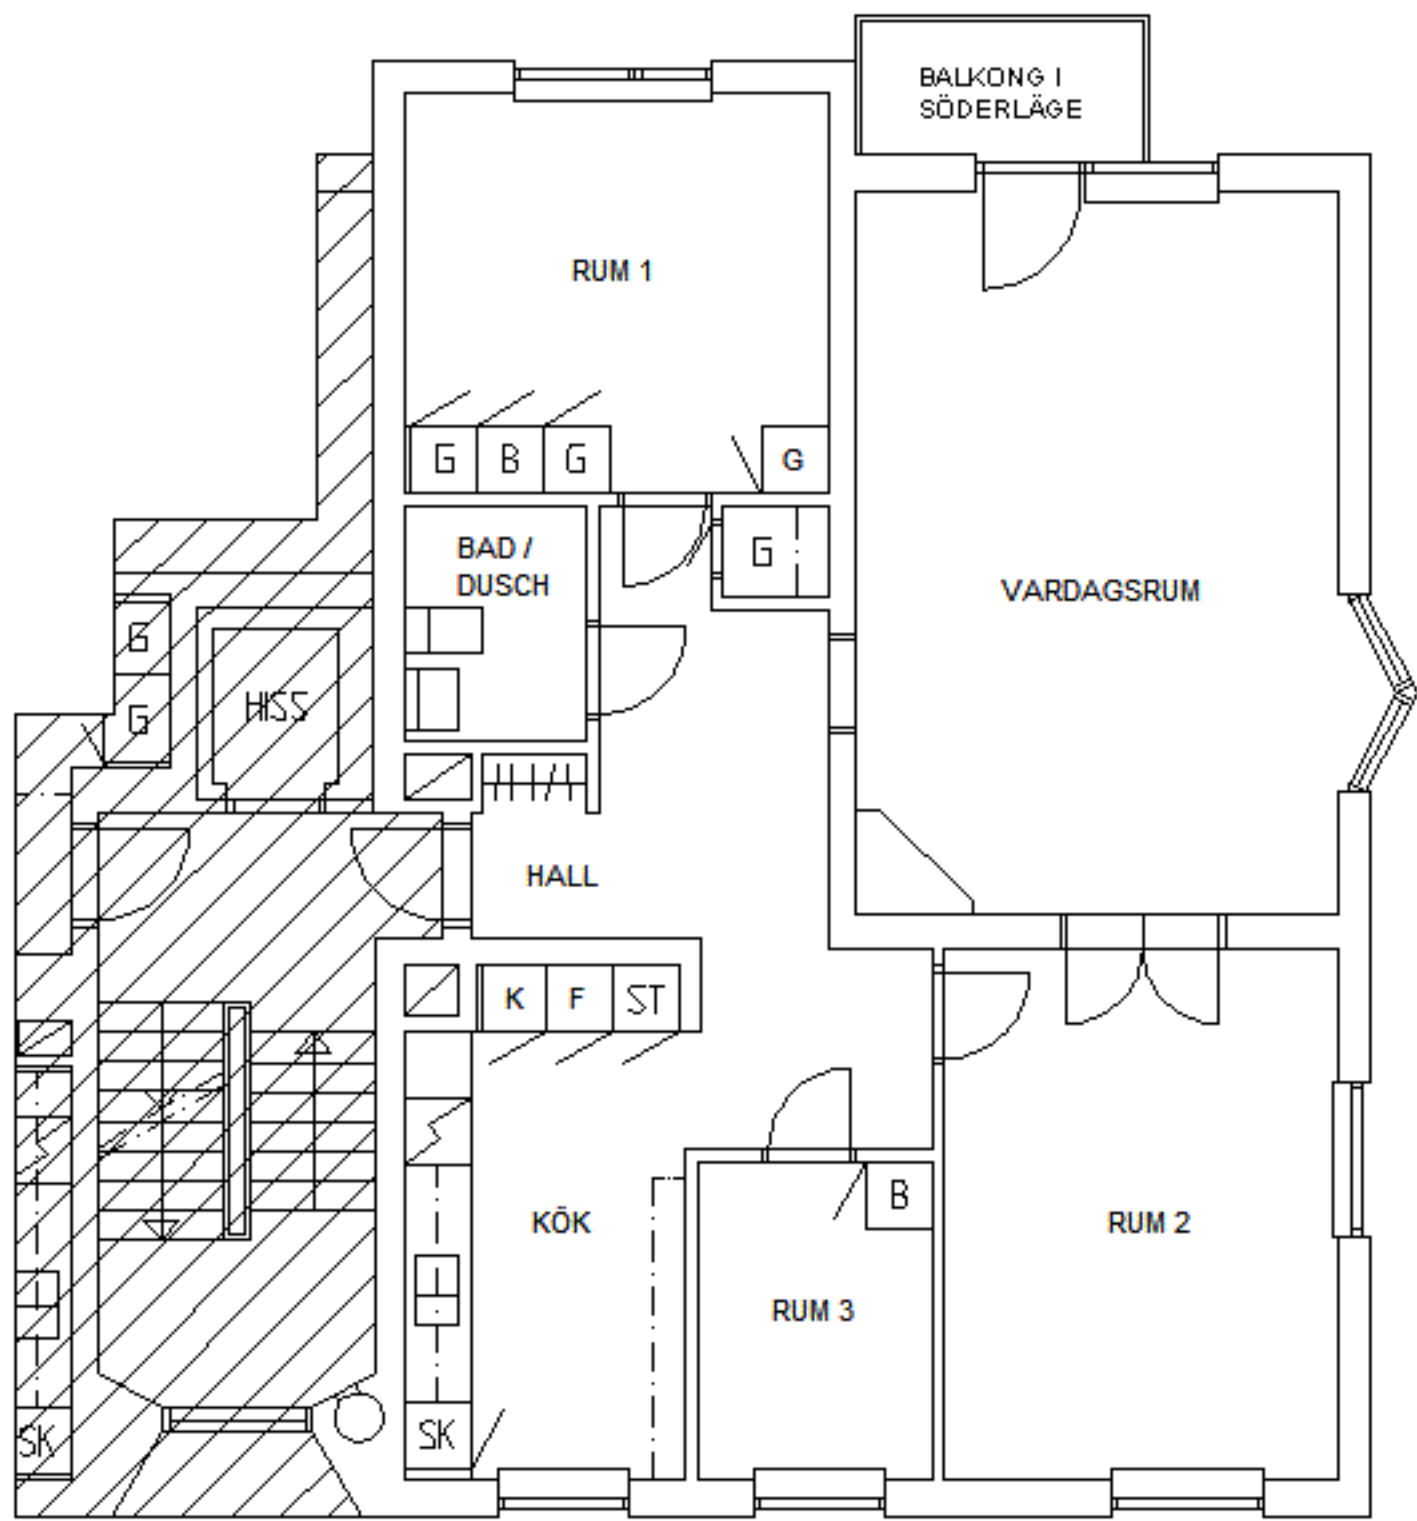 BALKONG I
SÖDERLÄGE
RUM 1
G B G
G
BAD /
DUSCH
G
VARDAGSRUM
G
G
HISS
HALL
K F ST
B
KÖK
RUM 2
RUM 3
SK
SK